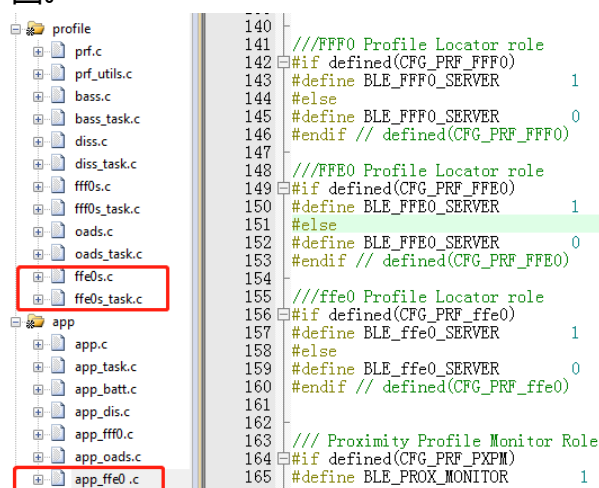 图。
profile
prf.c
prf_utils.c
bass.c
bass_task.c
diss.c
diss_task.c
fff0s.c
fff0s_task.c
oads.c
oads_task.c
ffe0s.c
ffe0s_task.c
app
app.c
app_task.c
app_batt.c
app_dis.c
app_fff0.c
app_oads.c
app_ffe0 .c
140
141 ///FFF0 Profile Locator role
142 #if defined(CFG_PRF_FFF0)
143 #define BLE_FFF0_SERVER 1
144 #else
145 #define BLE_FFF0_SERVER 0
146 #endif // defined(CFG_PRF_FFF0)
147
148 ///FFE0 Profile Locator role
149 #if defined(CFG_PRF_FFE0)
150 #define BLE_FFE0_SERVER 1
151 #else
152 #define BLE_FFE0_SERVER 0
153 #endif // defined(CFG_PRF_FFE0)
154
155 ///ffe0 Profile Locator role
156 #if defined(CFG_PRF_ffe0)
157 #define BLE_ffe0_SERVER 1
158 #else
159 #define BLE_ffe0_SERVER 0
160 #endif // defined(CFG_PRF_ffe0)
161
162
163 /// Proximity Profile Monitor Role
164 #if defined(CFG_PRF_PXPM)
165 #define BLE_PROX_MONITOR 1